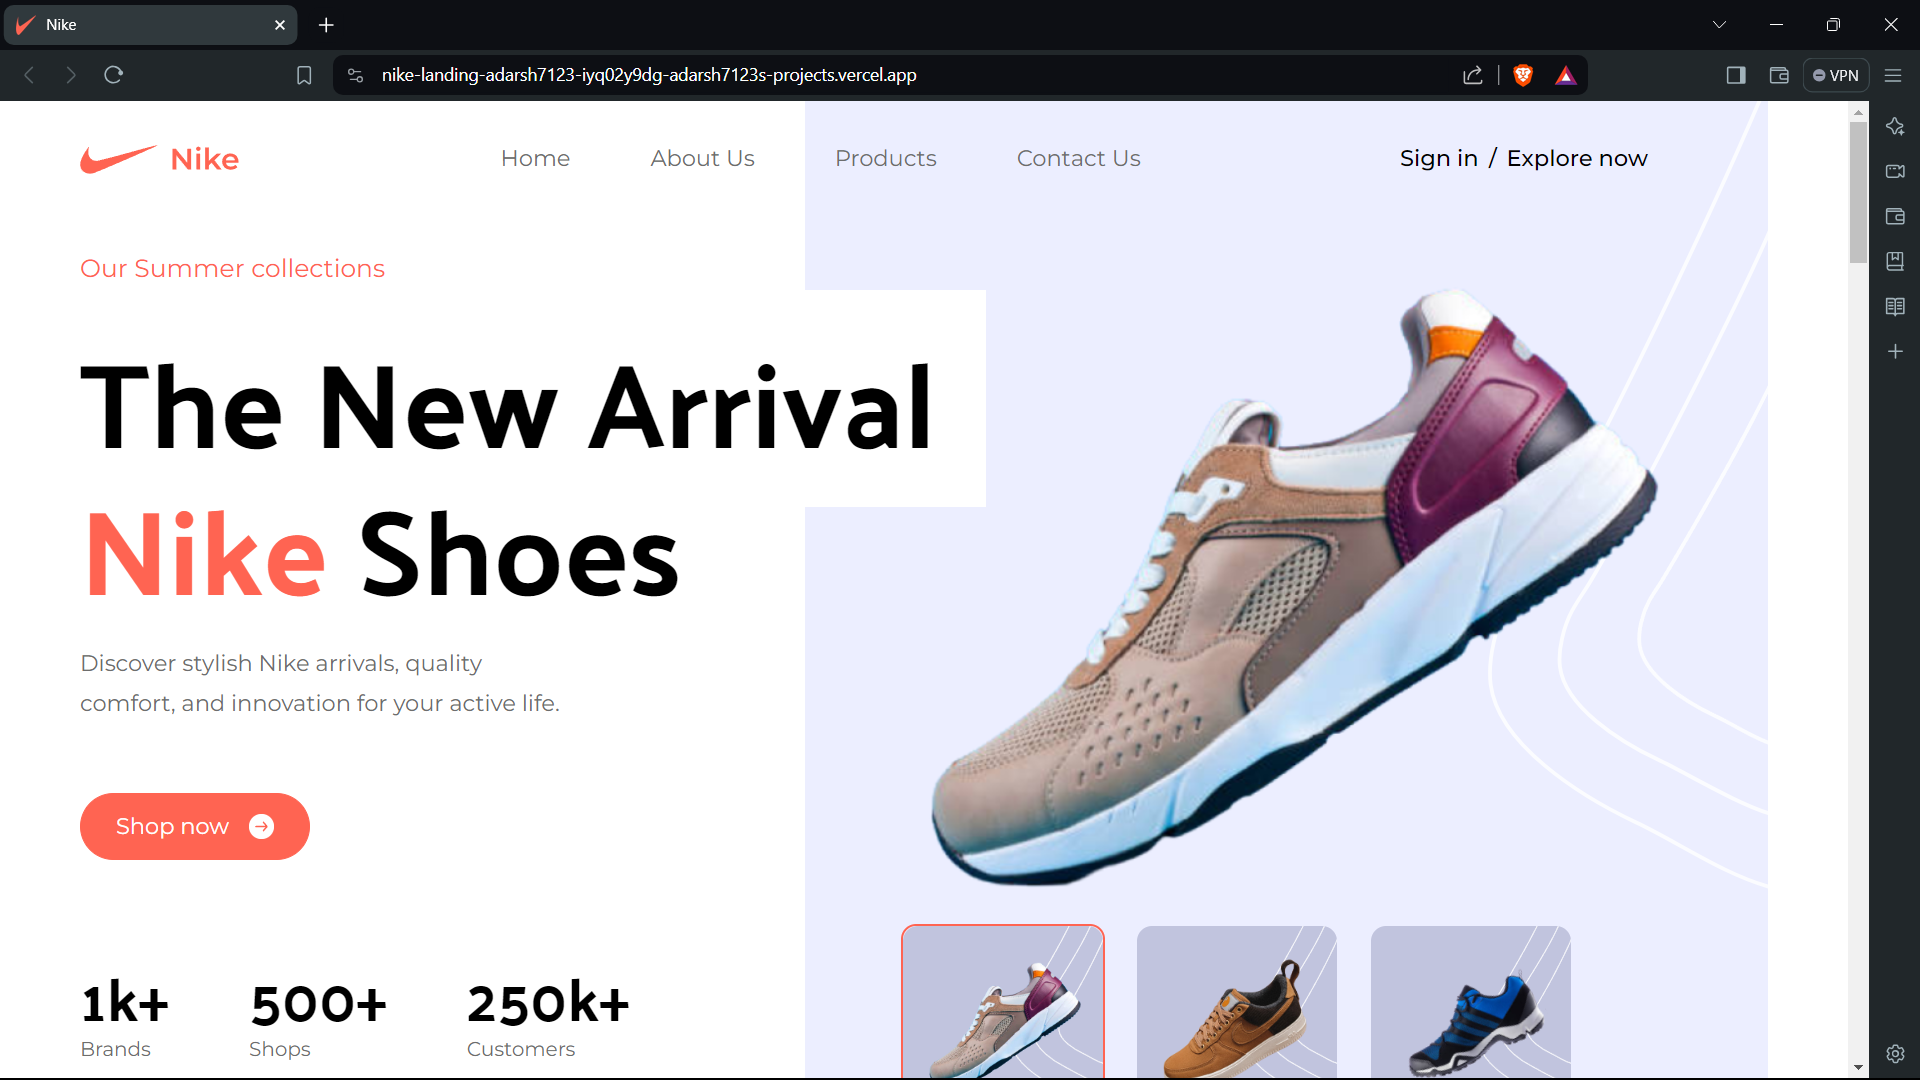 Nike
nike-landing-adarsh7123-iyq02y9dg-adarsh7123s-projects.vercel.app
VPN
Nike
Home
About Us
Products
Contact Us
Sign in / Explore now
Our Summer collections
The New Arrival
Nike Shoes
Discover stylish Nike arrivals, quality
comfort, and innovation for your active life.
Shop now
1k+
Brands
500+
Shops
250k+
Customers